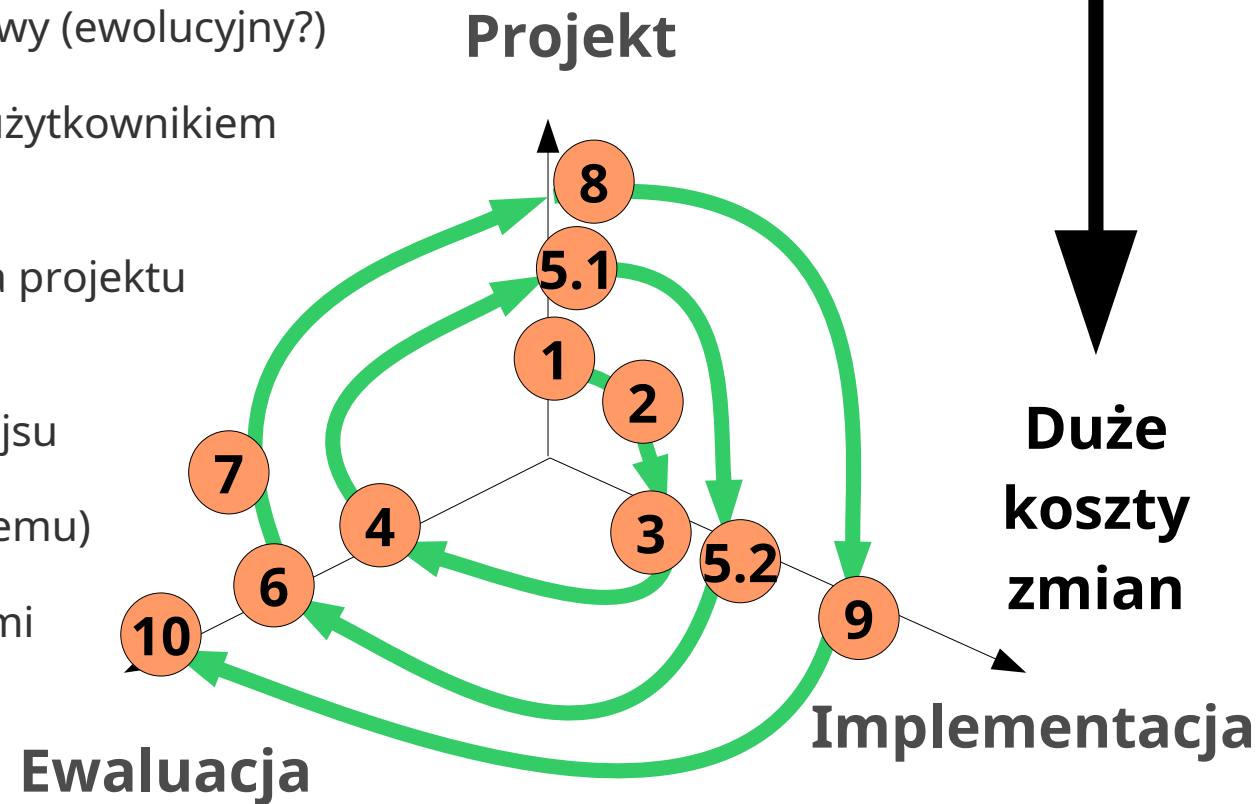 wy (ewolucyjny?)
Projekt
użytkownikiem
8
a projektu
5.1
1
2
jsu
Duże
koszty
zmian
7
emu)
4
3
5.2
6
mi
9
10
Implementacja
Ewaluacja